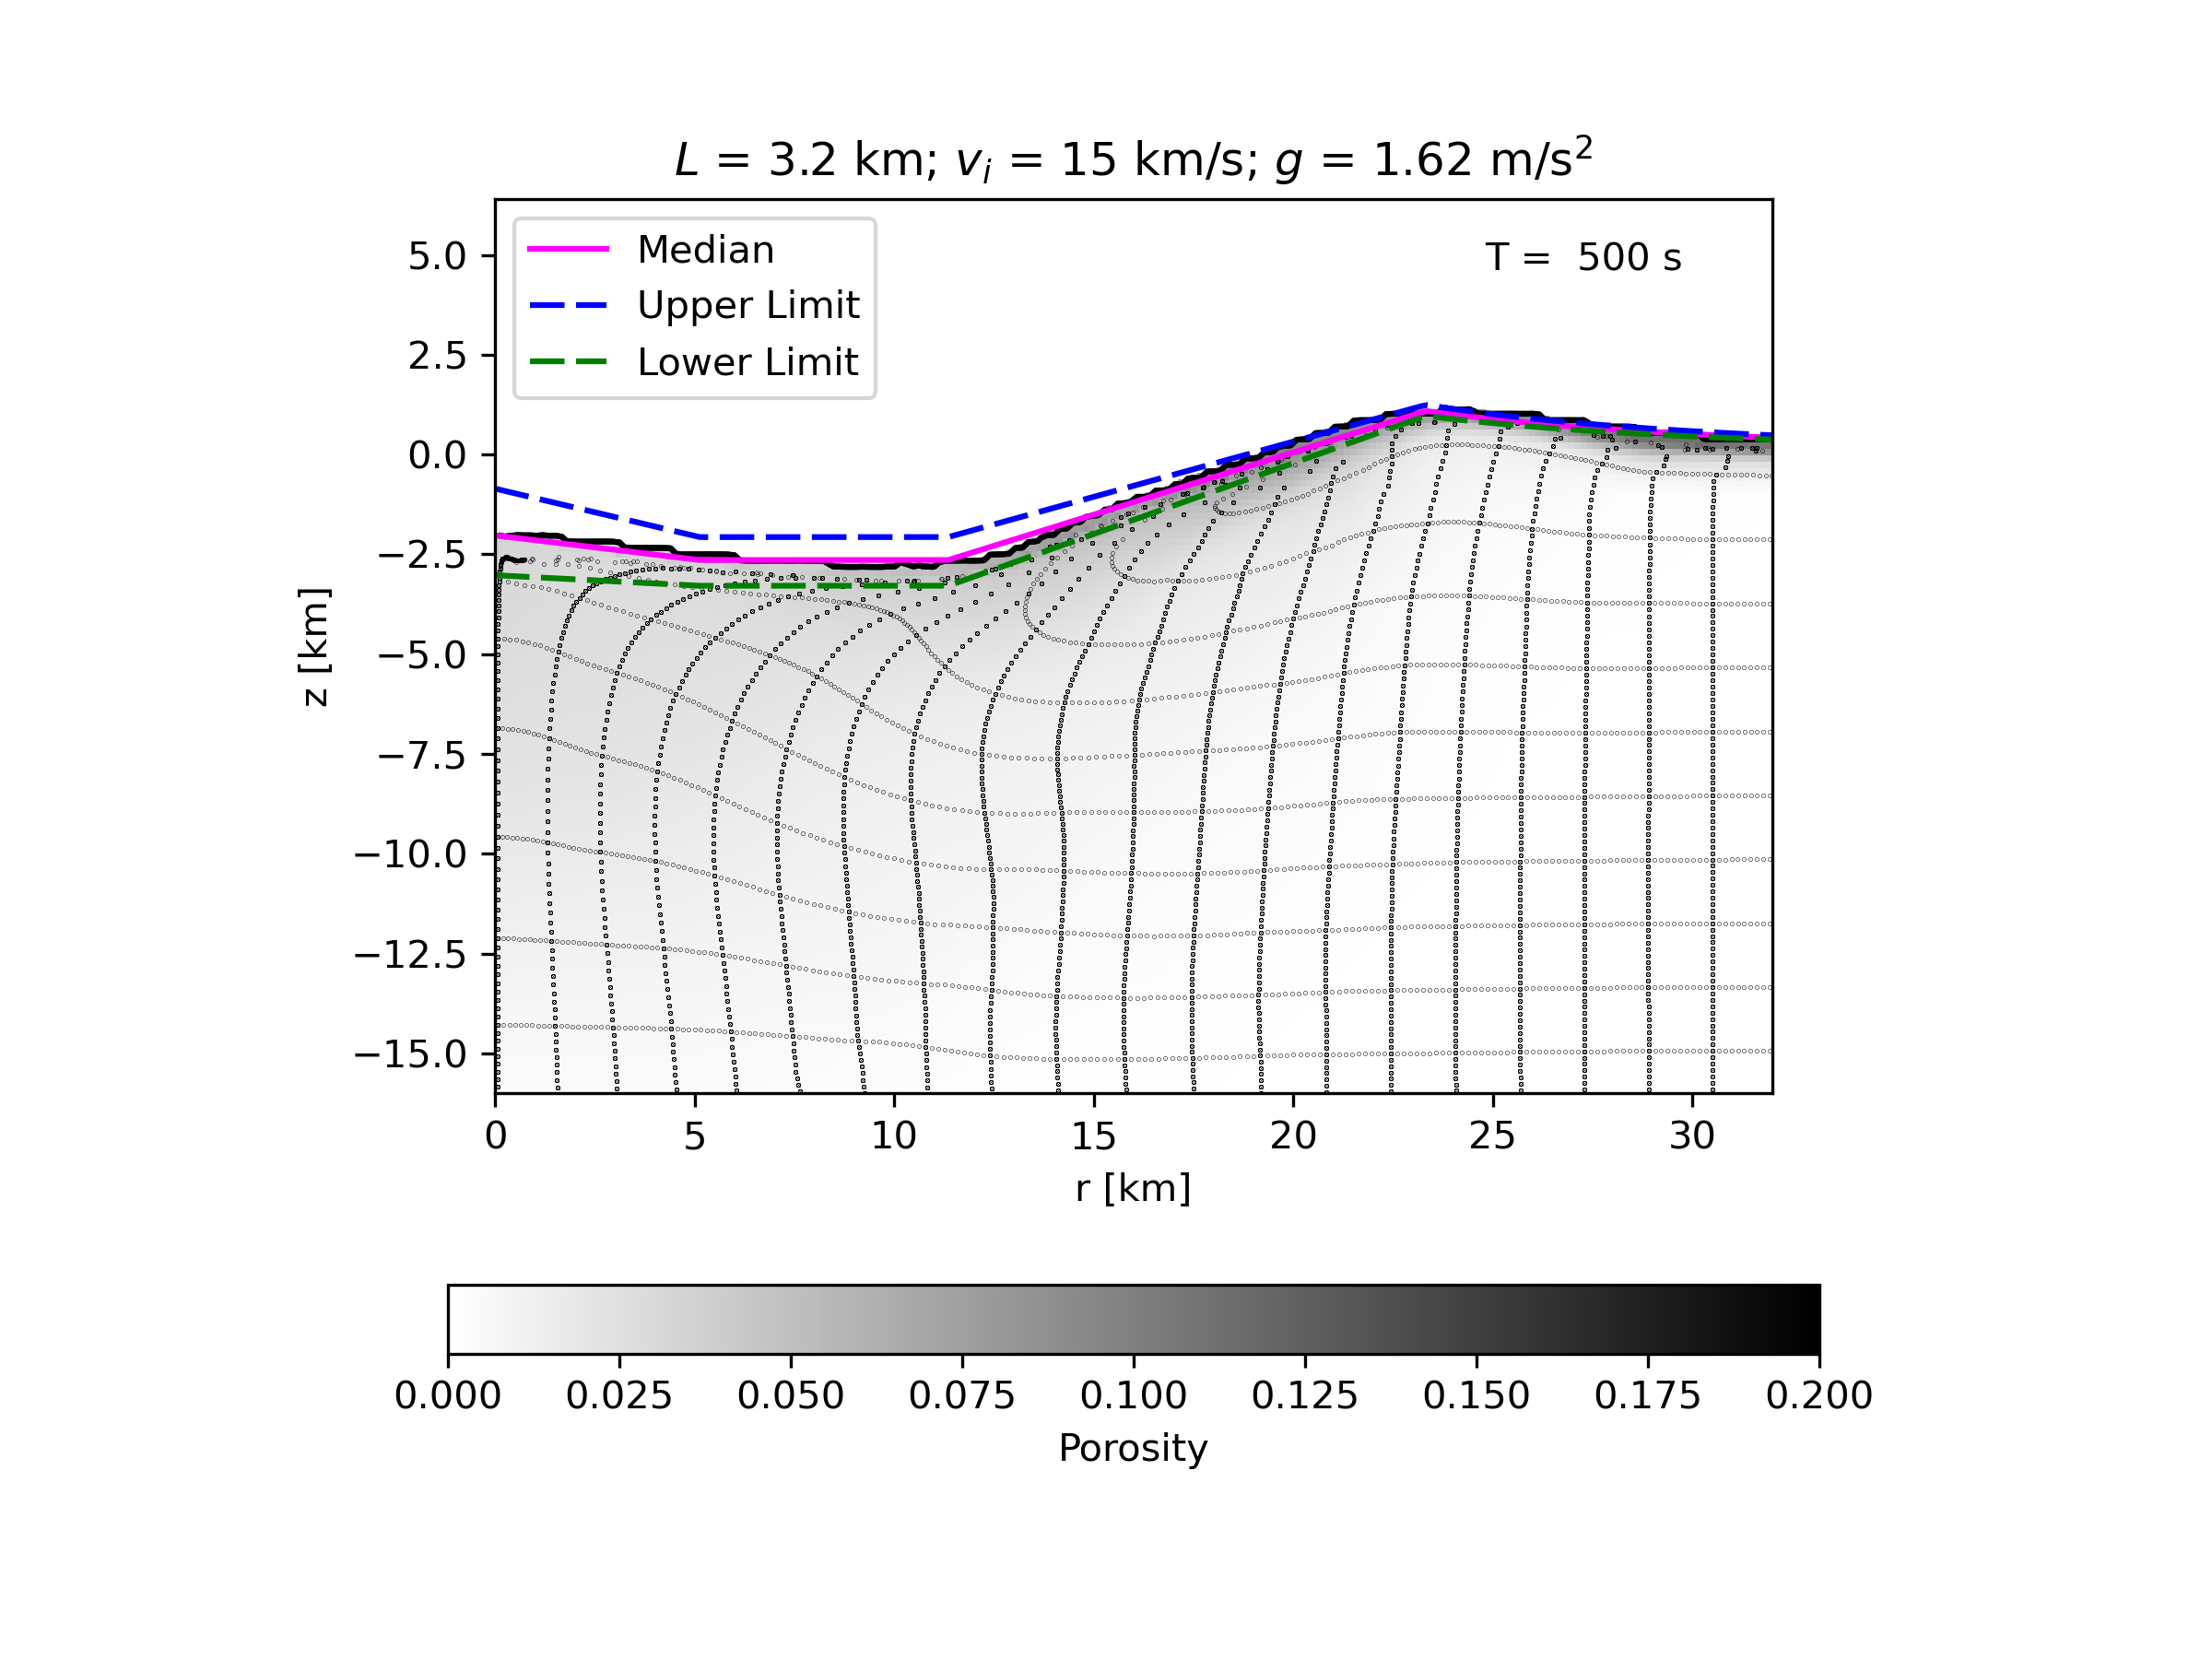 L = 3.2 km; vᵢ = 15 km/s; g = 1.62 m/s²
Median
Upper Limit
Lower Limit
T =  500 s
z [km]
5.0
2.5
0.0
−2.5
−5.0
−7.5
−10.0
−12.5
−15.0
0 5 10 15 20 25 30
r [km]
0.000 0.025 0.050 0.075 0.100 0.125 0.150 0.175 0.200
Porosity